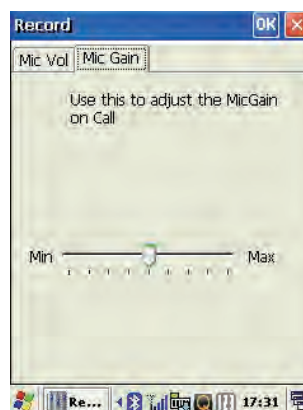 Record OK
Mic Vol Mic Gain
Use this to adjust the MicGain
on Call
Min Max
Re... 17:31